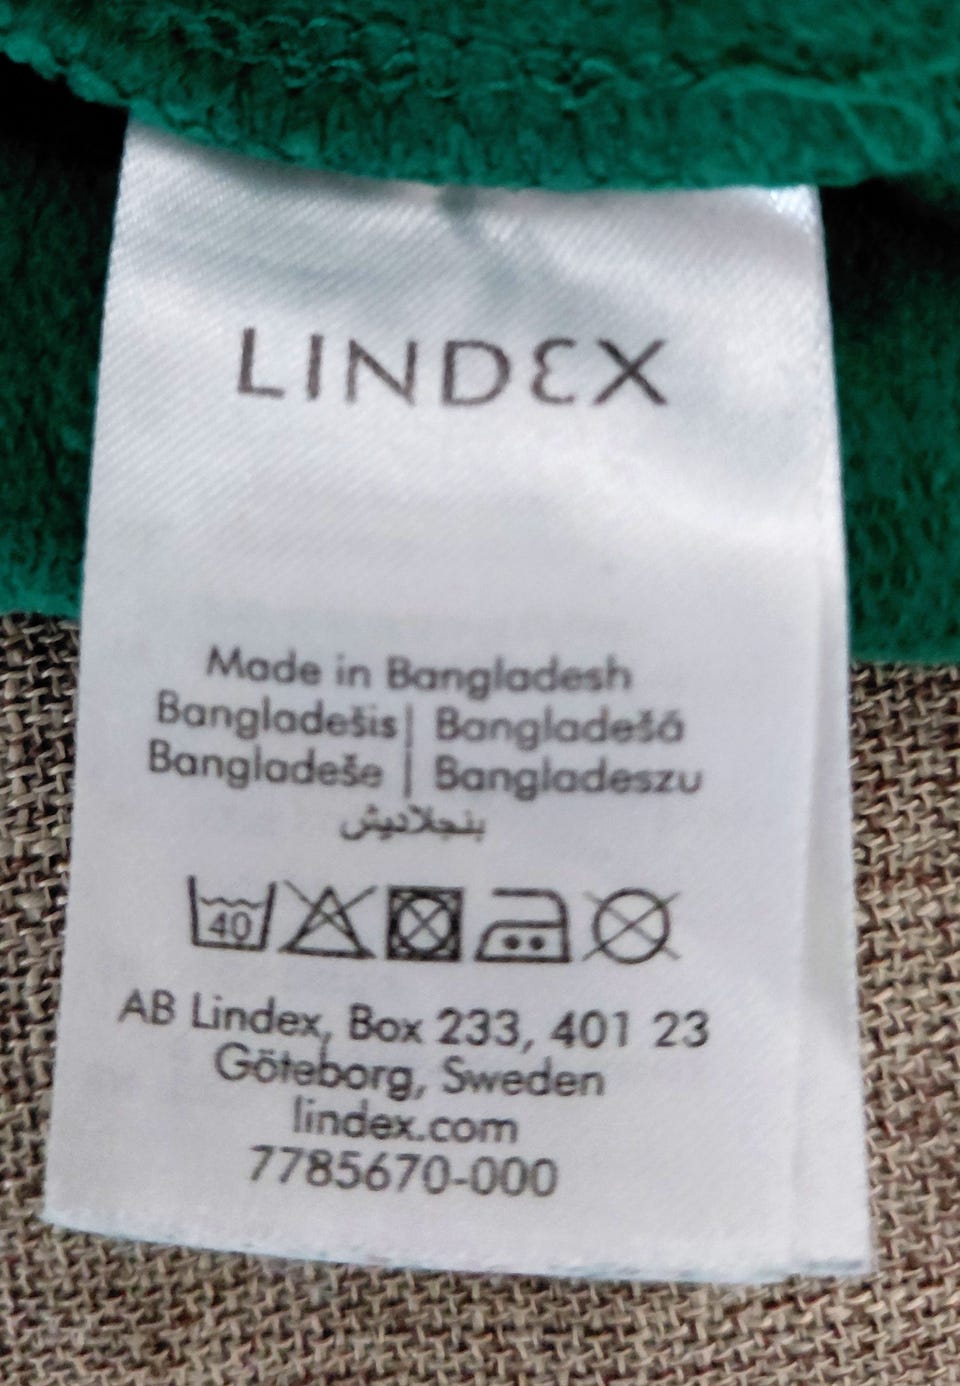 LINDEX
Made in Bangladesh
Bangladešis | Bangladešā
Bangladeše | Bangladeszu
بنجلاديش
40
AB Lindex, Box 233, 401 23
Göteborg, Sweden
lindex.com
7785670-000